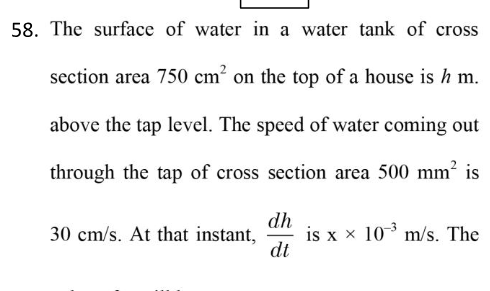 58. The surface of water in a water tank of cross
section area 750 cm² on the top of a house is h m.
above the tap level. The speed of water coming out
through the tap of cross section area 500 mm² is
30 cm/s. At that instant, dh/dt is x × 10⁻³ m/s. The